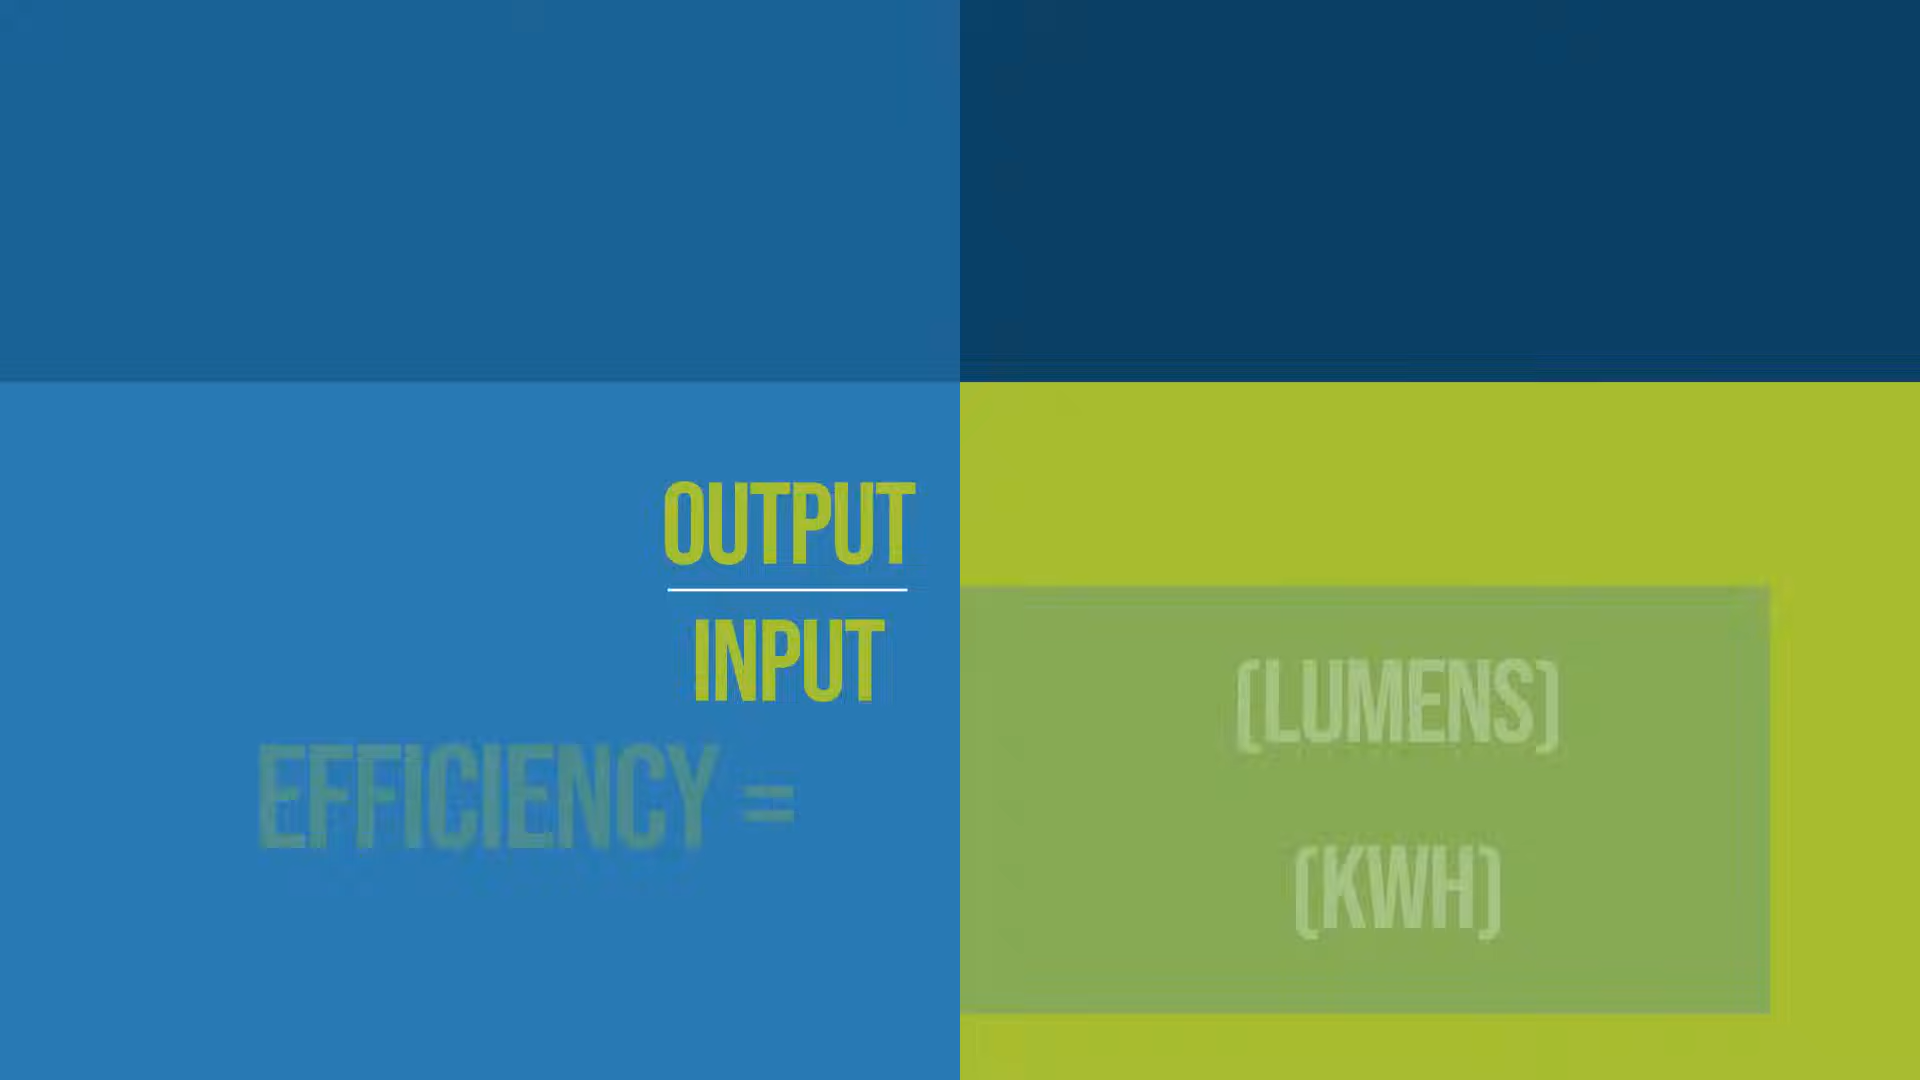 OUTPUT
INPUT
EFFICIENCY =
(LUMENS)
(KWH)